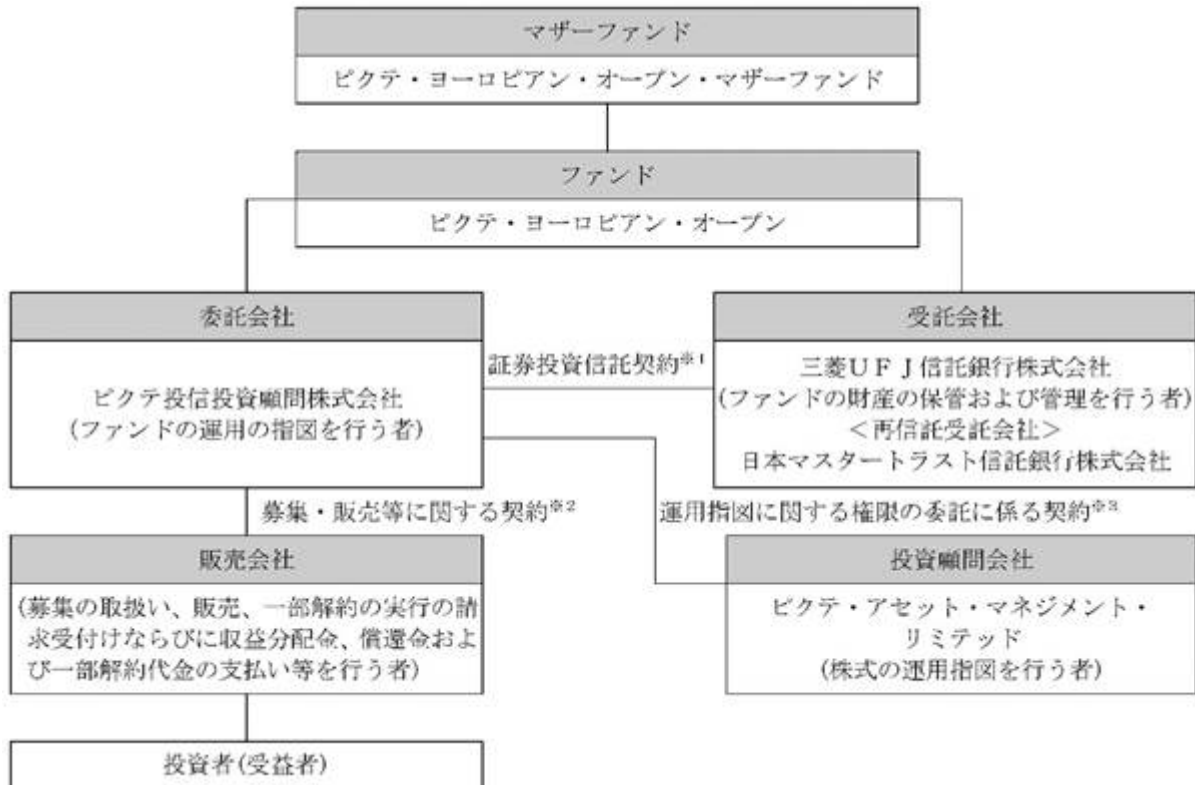 マザーファンド
ピクテ・ヨーロピアン・オープン・マザーファンド
ファンド
ピクテ・ヨーロピアン・オープン
委託会社
ピクテ投信投資顧問株式会社
(ファンドの運用の指図を行う者)
証券投資信託契約※1
受託会社
三菱UFJ信託銀行株式会社
(ファンドの財産の保管および管理を行う者)
<再信託受託会社>
日本マスタートラスト信託銀行株式会社
募集・販売等に関する契約※2
運用指図に関する権限の委託に係る契約※3
販売会社
(募集の取扱い、販売、一部解約の実行の請
求受付けならびに収益分配金、償還金およ
び一部解約代金の支払い等を行う者)
投資顧問会社
ピクテ・アセット・マネジメント・
リミテッド
(株式の運用指図を行う者)
投資者(受益者)